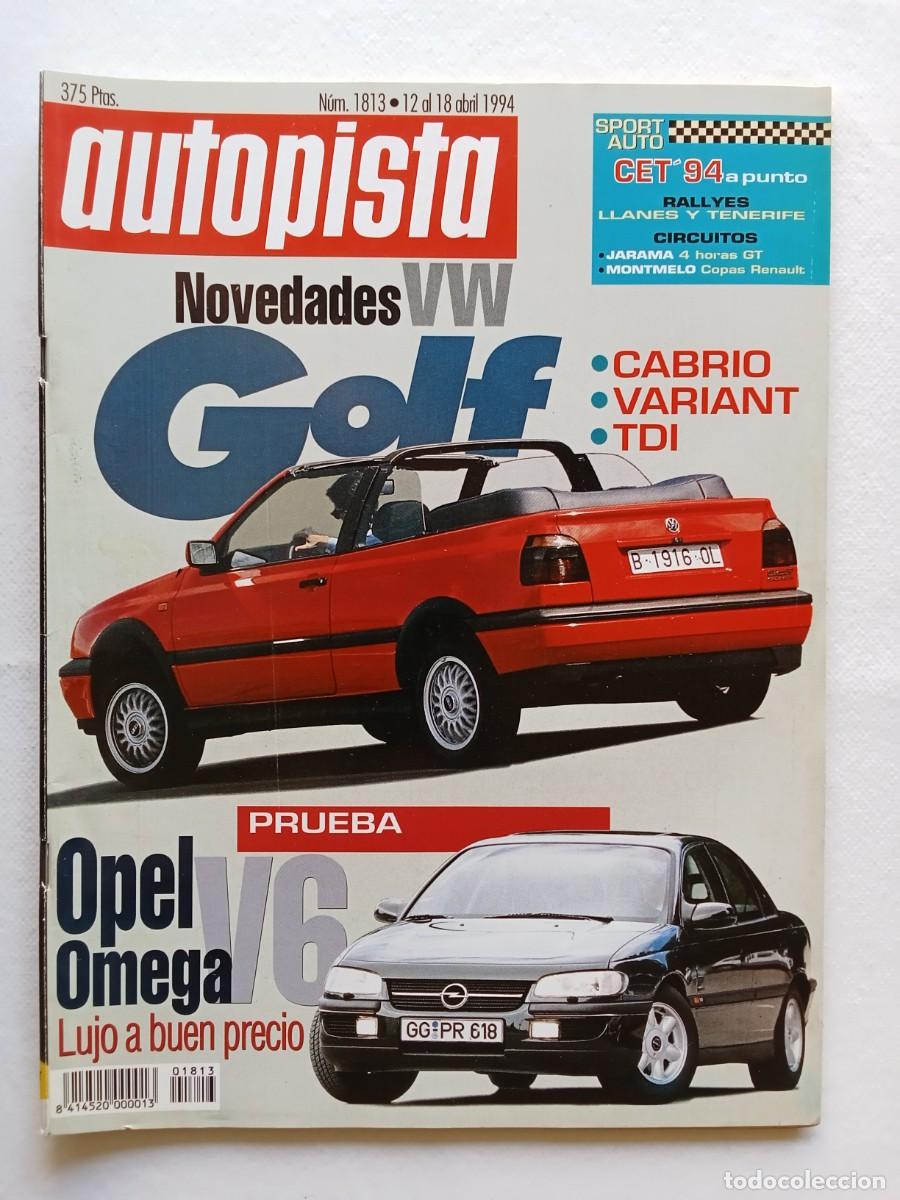 375 Ptas.
Núm. 1813 • 12 al 18 abril 1994
autopista
SPORT
AUTO
CET´94 a punto
RALLYES
LLANES Y TENERIFE
CIRCUITOS
• JARAMA 4 horas GT
• MONTMELO Copas Renault
Novedades VW
Golf
• CABRIO
• VARIANT
• TDI
B-1916-OL
PRUEBA
Opel
Omega V6
Lujo a buen precio
GG PR 618
01813
8 414520 000013
todocoleccion